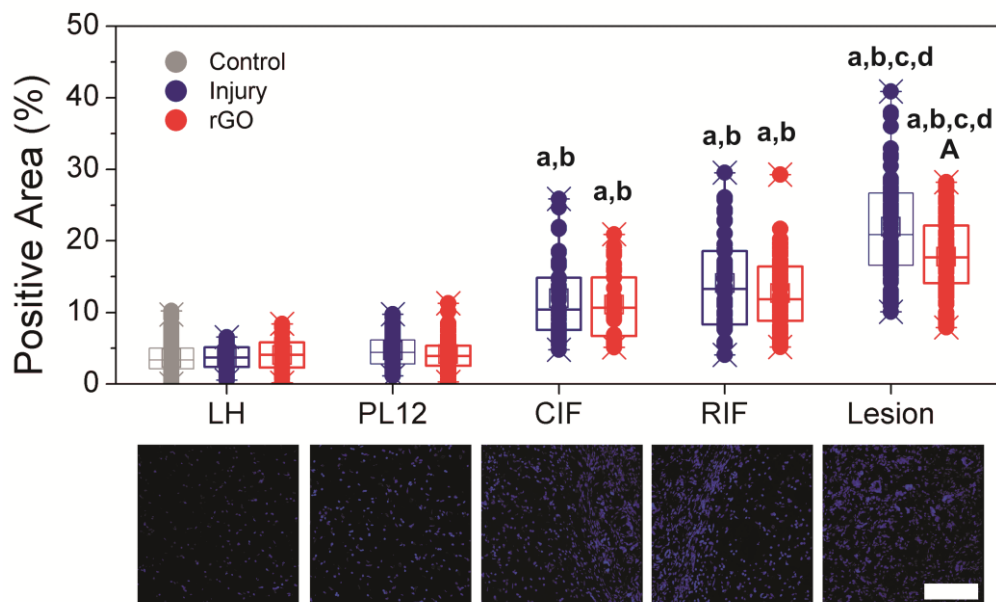 Positive Area (%)
50
40
30
20
10
0
Control
Injury
rGO
a,b
a,b
a,b
a,b
a,b,c,d
a,b,c,d
A
LH
PL12
CIF
RIF
Lesion